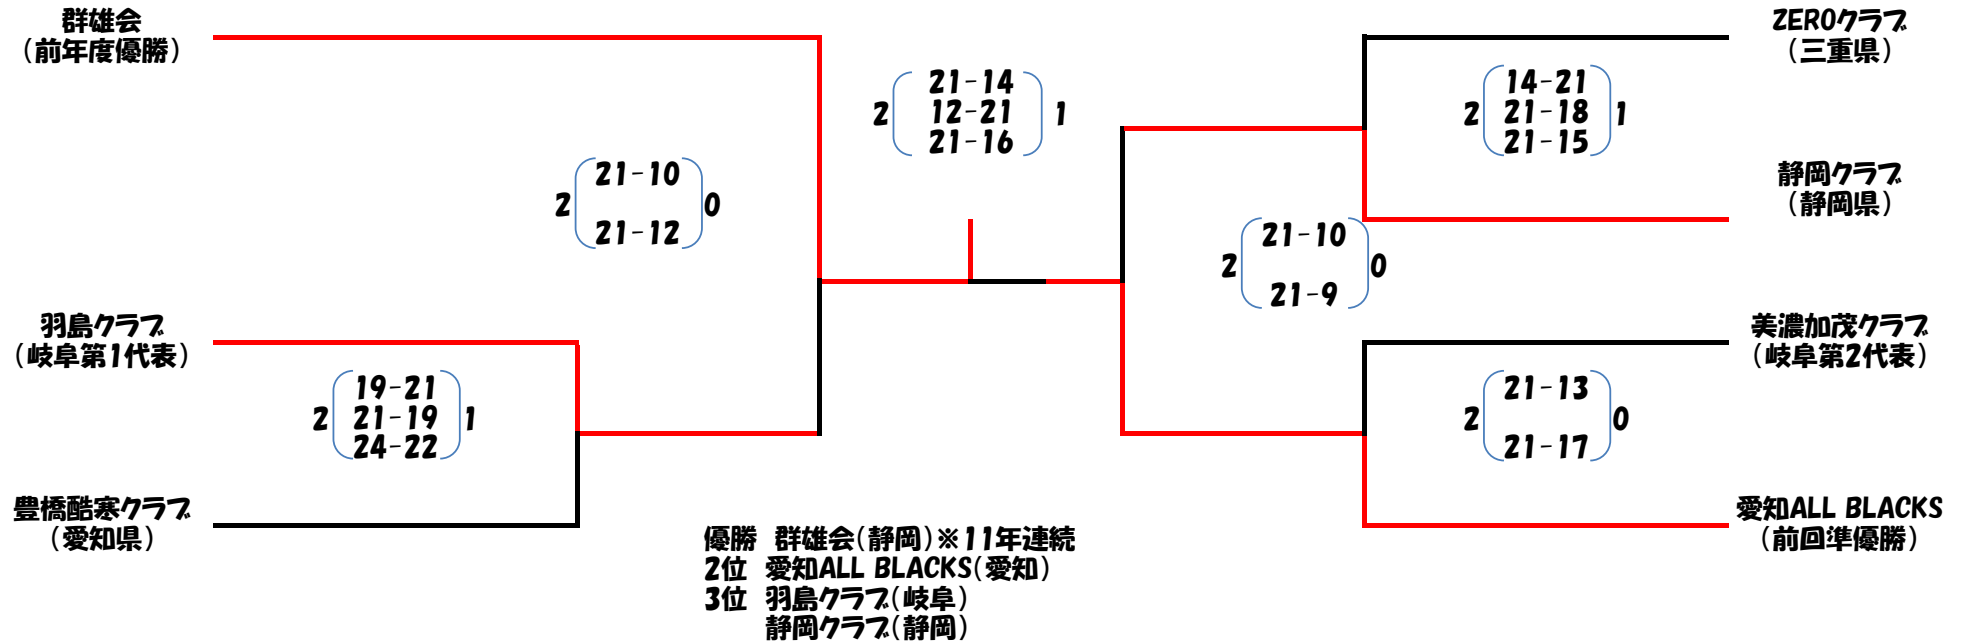 群雄会
（前年度優勝）
2
21-10
21-12
0
羽島クラブ
（岐阜第1代表）
2
19-21
21-19
24-22
1
豊橋酷寒クラブ
（愛知県）
2
21-14
12-21
21-16
1
ZEROクラブ
（三重県）
2
14-21
21-18
21-15
1
静岡クラブ
（静岡県）
2
21-10
21-9
0
美濃加茂クラブ
（岐阜第2代表）
2
21-13
21-17
0
愛知ALL BLACKS
（前回準優勝）
優勝 群雄会（静岡）※11年連続
2位 愛知ALL BLACKS（愛知）
3位 羽島クラブ（岐阜）
静岡クラブ（静岡）